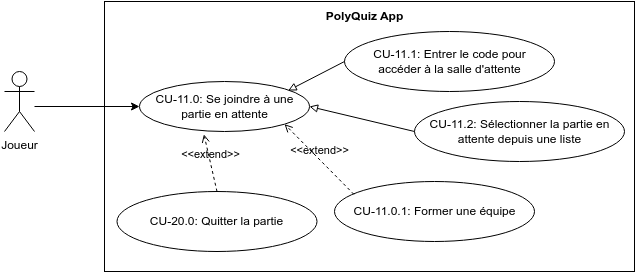 PolyQuiz App
CU-11.1: Entrer le code pour
accéder à la salle d'attente
CU-11.0: Se joindre à une
partie en attente
CU-11.2: Sélectionner la partie en
attente depuis une liste
Joueur
<<extend>>
<<extend>>
CU-20.0: Quitter la partie
CU-11.0.1: Former une équipe